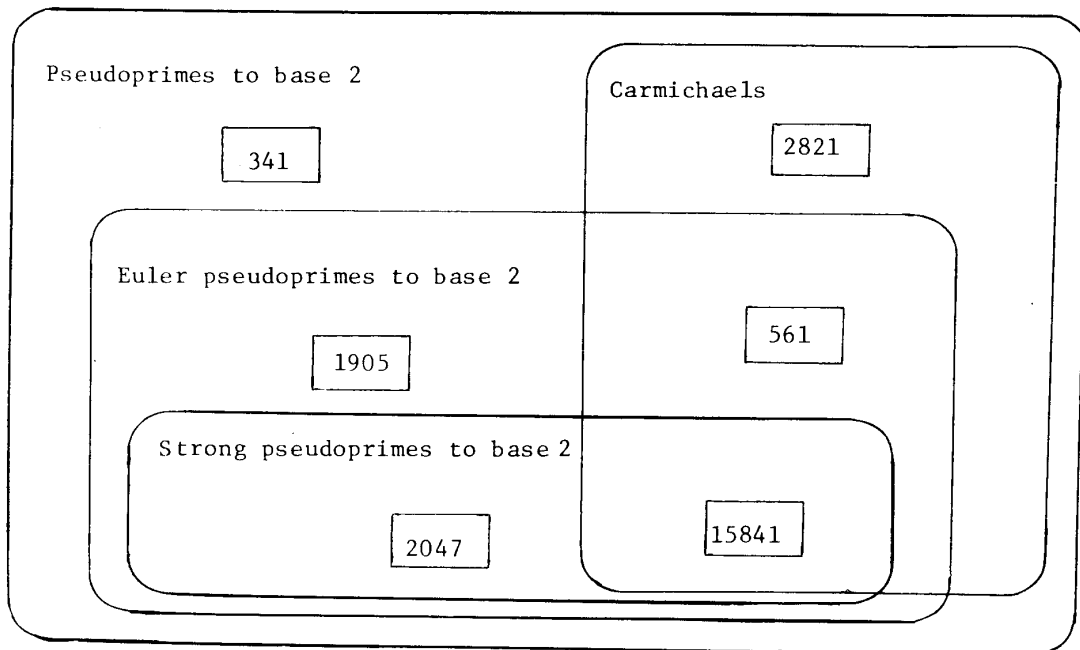 Pseudoprimes to base 2
Carmichaels
341
2821
Euler pseudoprimes to base 2
561
1905
Strong pseudoprimes to base 2
2047
15841